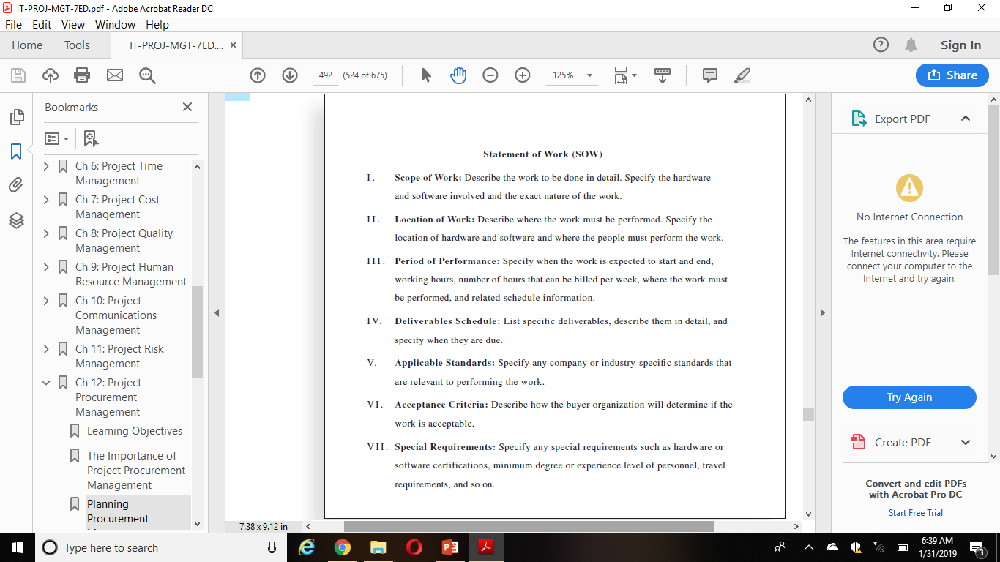 IT-PROJ-MGT-7ED.pdf - Adobe Acrobat Reader DC
File Edit View Window Help
Home Tools IT-PROJ-MGT-7ED.... ×
Sign In
492 (524 of 675)
125%
Share
Bookmarks
Ch 6: Project Time
Management
Ch 7: Project Cost
Management
Ch 8: Project Quality
Management
Ch 9: Project Human
Resource Management
Ch 10: Project
Communications
Management
Ch 11: Project Risk
Management
Ch 12: Project
Procurement
Management
Learning Objectives
The Importance of
Project Procurement
Management
Planning
Procurement
Statement of Work (SOW)
I. Scope of Work: Describe the work to be done in detail. Specify the hardware
and software involved and the exact nature of the work.
II. Location of Work: Describe where the work must be performed. Specify the
location of hardware and software and where the people must perform the work.
III. Period of Performance: Specify when the work is expected to start and end,
working hours, number of hours that can be billed per week, where the work must
be performed, and related schedule information.
IV. Deliverables Schedule: List specific deliverables, describe them in detail, and
specify when they are due.
V. Applicable Standards: Specify any company or industry-specific standards that
are relevant to performing the work.
VI. Acceptance Criteria: Describe how the buyer organization will determine if the
work is acceptable.
VII. Special Requirements: Specify any special requirements such as hardware or
software certifications, minimum degree or experience level of personnel, travel
requirements, and so on.
7.38 x 9.12 in
Export PDF
No Internet Connection
The features in this area require
Internet connectivity. Please
connect your computer to the
Internet and try again.
Try Again
Create PDF
Convert and edit PDFs
with Acrobat Pro DC
Start Free Trial
Type here to search
6:39 AM
1/31/2019
3